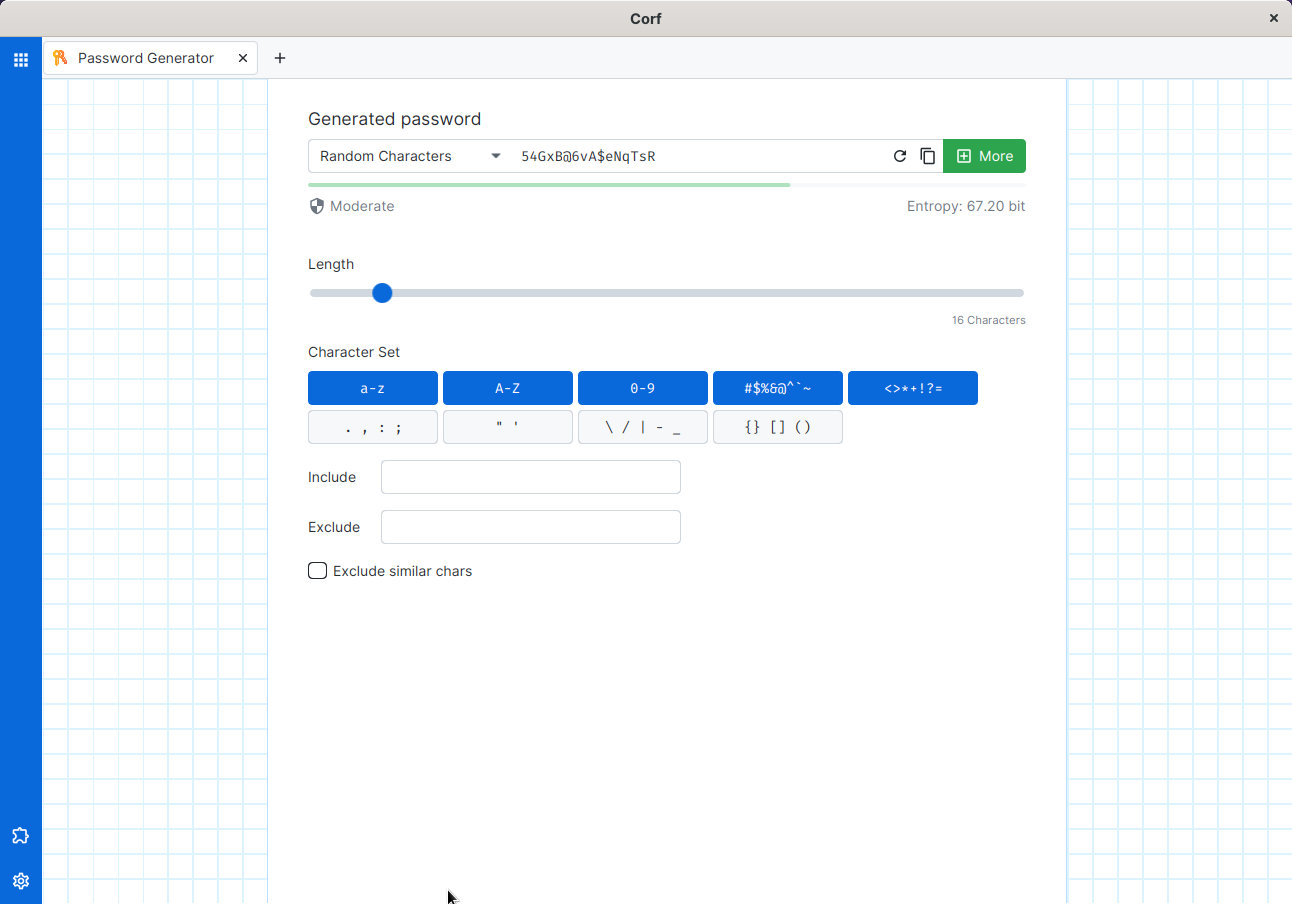 Corf
Password Generator
Generated password
Random Characters 54GxB@6vA$eNqTsR More
Moderate Entropy: 67.20 bit
Length
16 Characters
Character Set
a-z A-Z 0-9 #$%&@^`~ <>*+!?=
. , : ; " ' \ / | - _ {} [] ()
Include
Exclude
Exclude similar chars